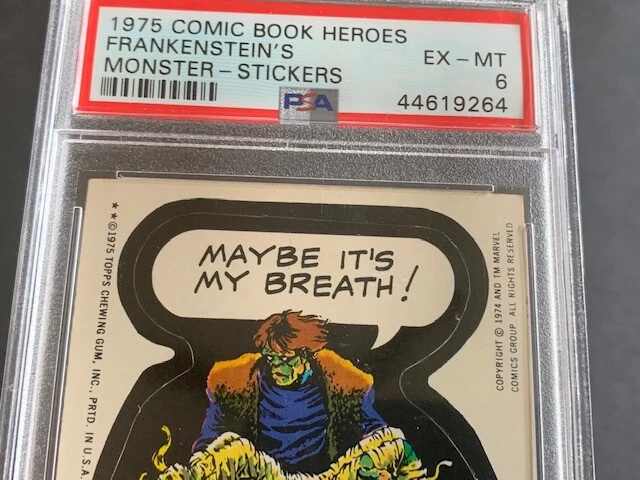 1975 COMIC BOOK HEROES
FRANKENSTEIN'S
MONSTER - STICKERS
EX - MT
6
44619264
PSA
MAYBE IT'S
MY BREATH!
**©1975 TOPPS CHEWING GUM, INC., PRTD. IN U.S.A.
COPYRIGHT © 1974 AND TM MARVEL
COMICS GROUP ALL RIGHTS RESERVED